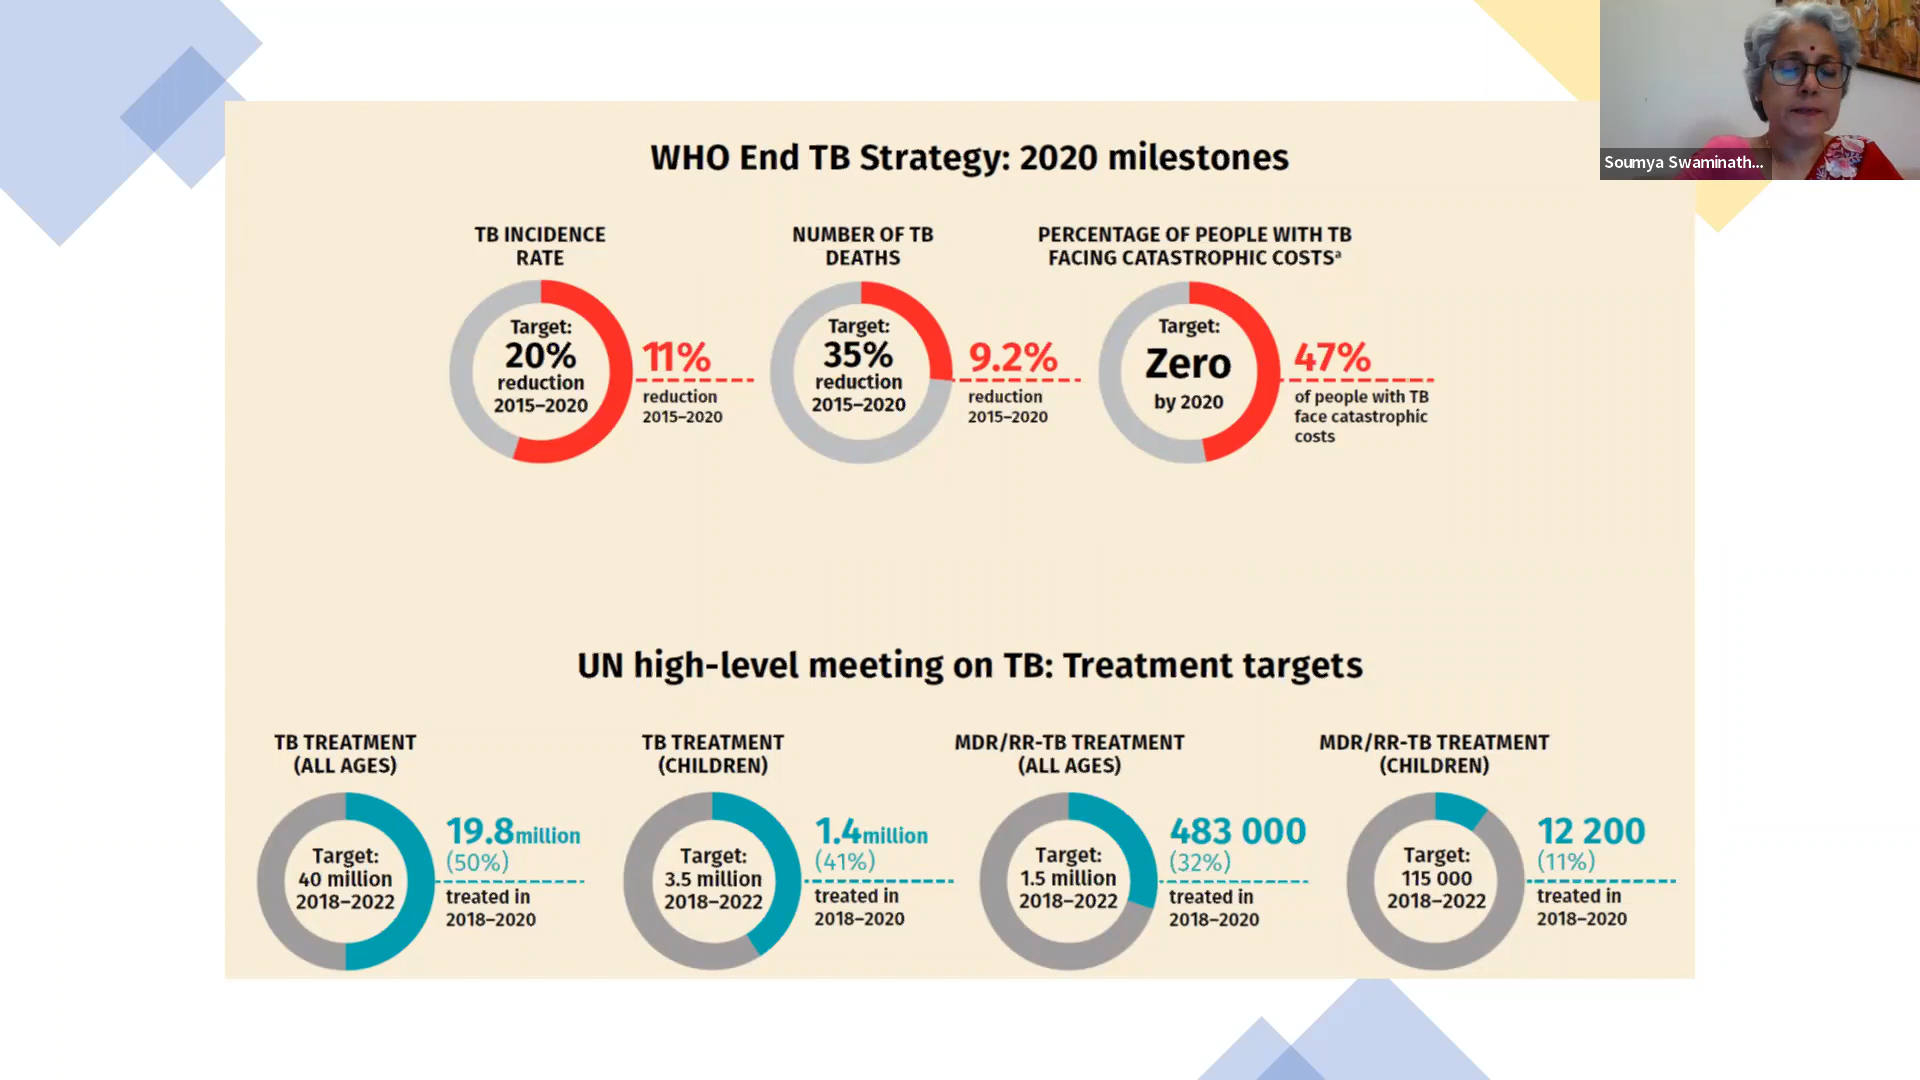 Soumya Swaminath...
WHO End TB Strategy: 2020 milestones
TB INCIDENCE
RATE
Target:
20%
reduction
2015–2020
11%
reduction
2015–2020
NUMBER OF TB
DEATHS
Target:
35%
reduction
2015–2020
9.2%
reduction
2015–2020
PERCENTAGE OF PEOPLE WITH TB
FACING CATASTROPHIC COSTSª
Target:
Zero
by 2020
47%
of people with TB
face catastrophic
costs
UN high-level meeting on TB: Treatment targets
TB TREATMENT
(ALL AGES)
Target:
40 million
2018–2022
19.8million
(50%)
treated in
2018–2020
TB TREATMENT
(CHILDREN)
Target:
3.5 million
2018–2022
1.4million
(41%)
treated in
2018–2020
MDR/RR-TB TREATMENT
(ALL AGES)
Target:
1.5 million
2018–2022
483 000
(32%)
treated in
2018–2020
MDR/RR-TB TREATMENT
(CHILDREN)
Target:
115 000
2018–2022
12 200
(11%)
treated in
2018–2020